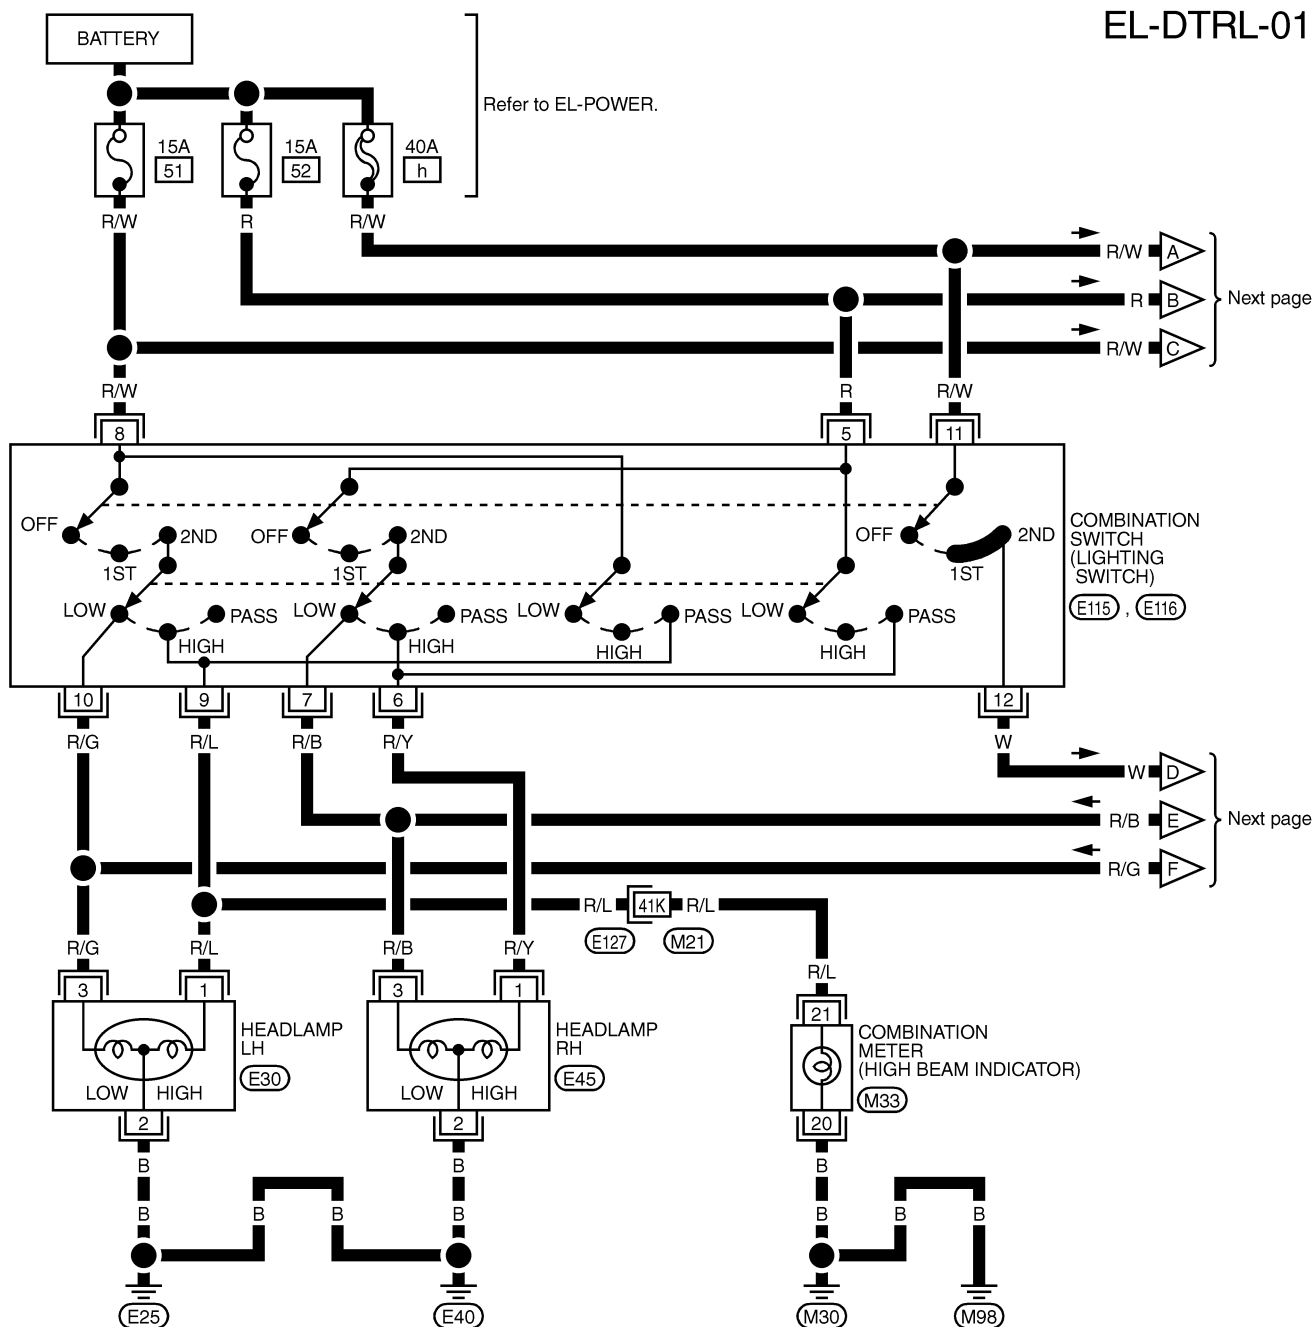 EL-DTRL-01
BATTERY
Refer to EL-POWER.
15A 51
15A 52
40A h
R/W R R/W
R/W A
R B
R/W C
Next page
R/W R R/W
8 5 11
OFF 2ND 1ST
OFF 2ND 1ST
OFF 2ND 1ST
LOW PASS HIGH
LOW PASS HIGH
LOW PASS HIGH
LOW PASS HIGH
COMBINATION
SWITCH
(LIGHTING
SWITCH)
E115 , E116
10 9 7 6 12
R/G R/L R/B R/Y W
W D
R/B E
R/G F
Next page
R/L 41K R/L
E127 M21
R/G R/L R/B R/Y
R/L
3 1 3 1
21
HEADLAMP
LH
E30
LOW HIGH
HEADLAMP
RH
E45
LOW HIGH
COMBINATION
METER
(HIGH BEAM INDICATOR)
M33
2 2 20
B B B
B B B B B B B
E25 E40 M30 M98